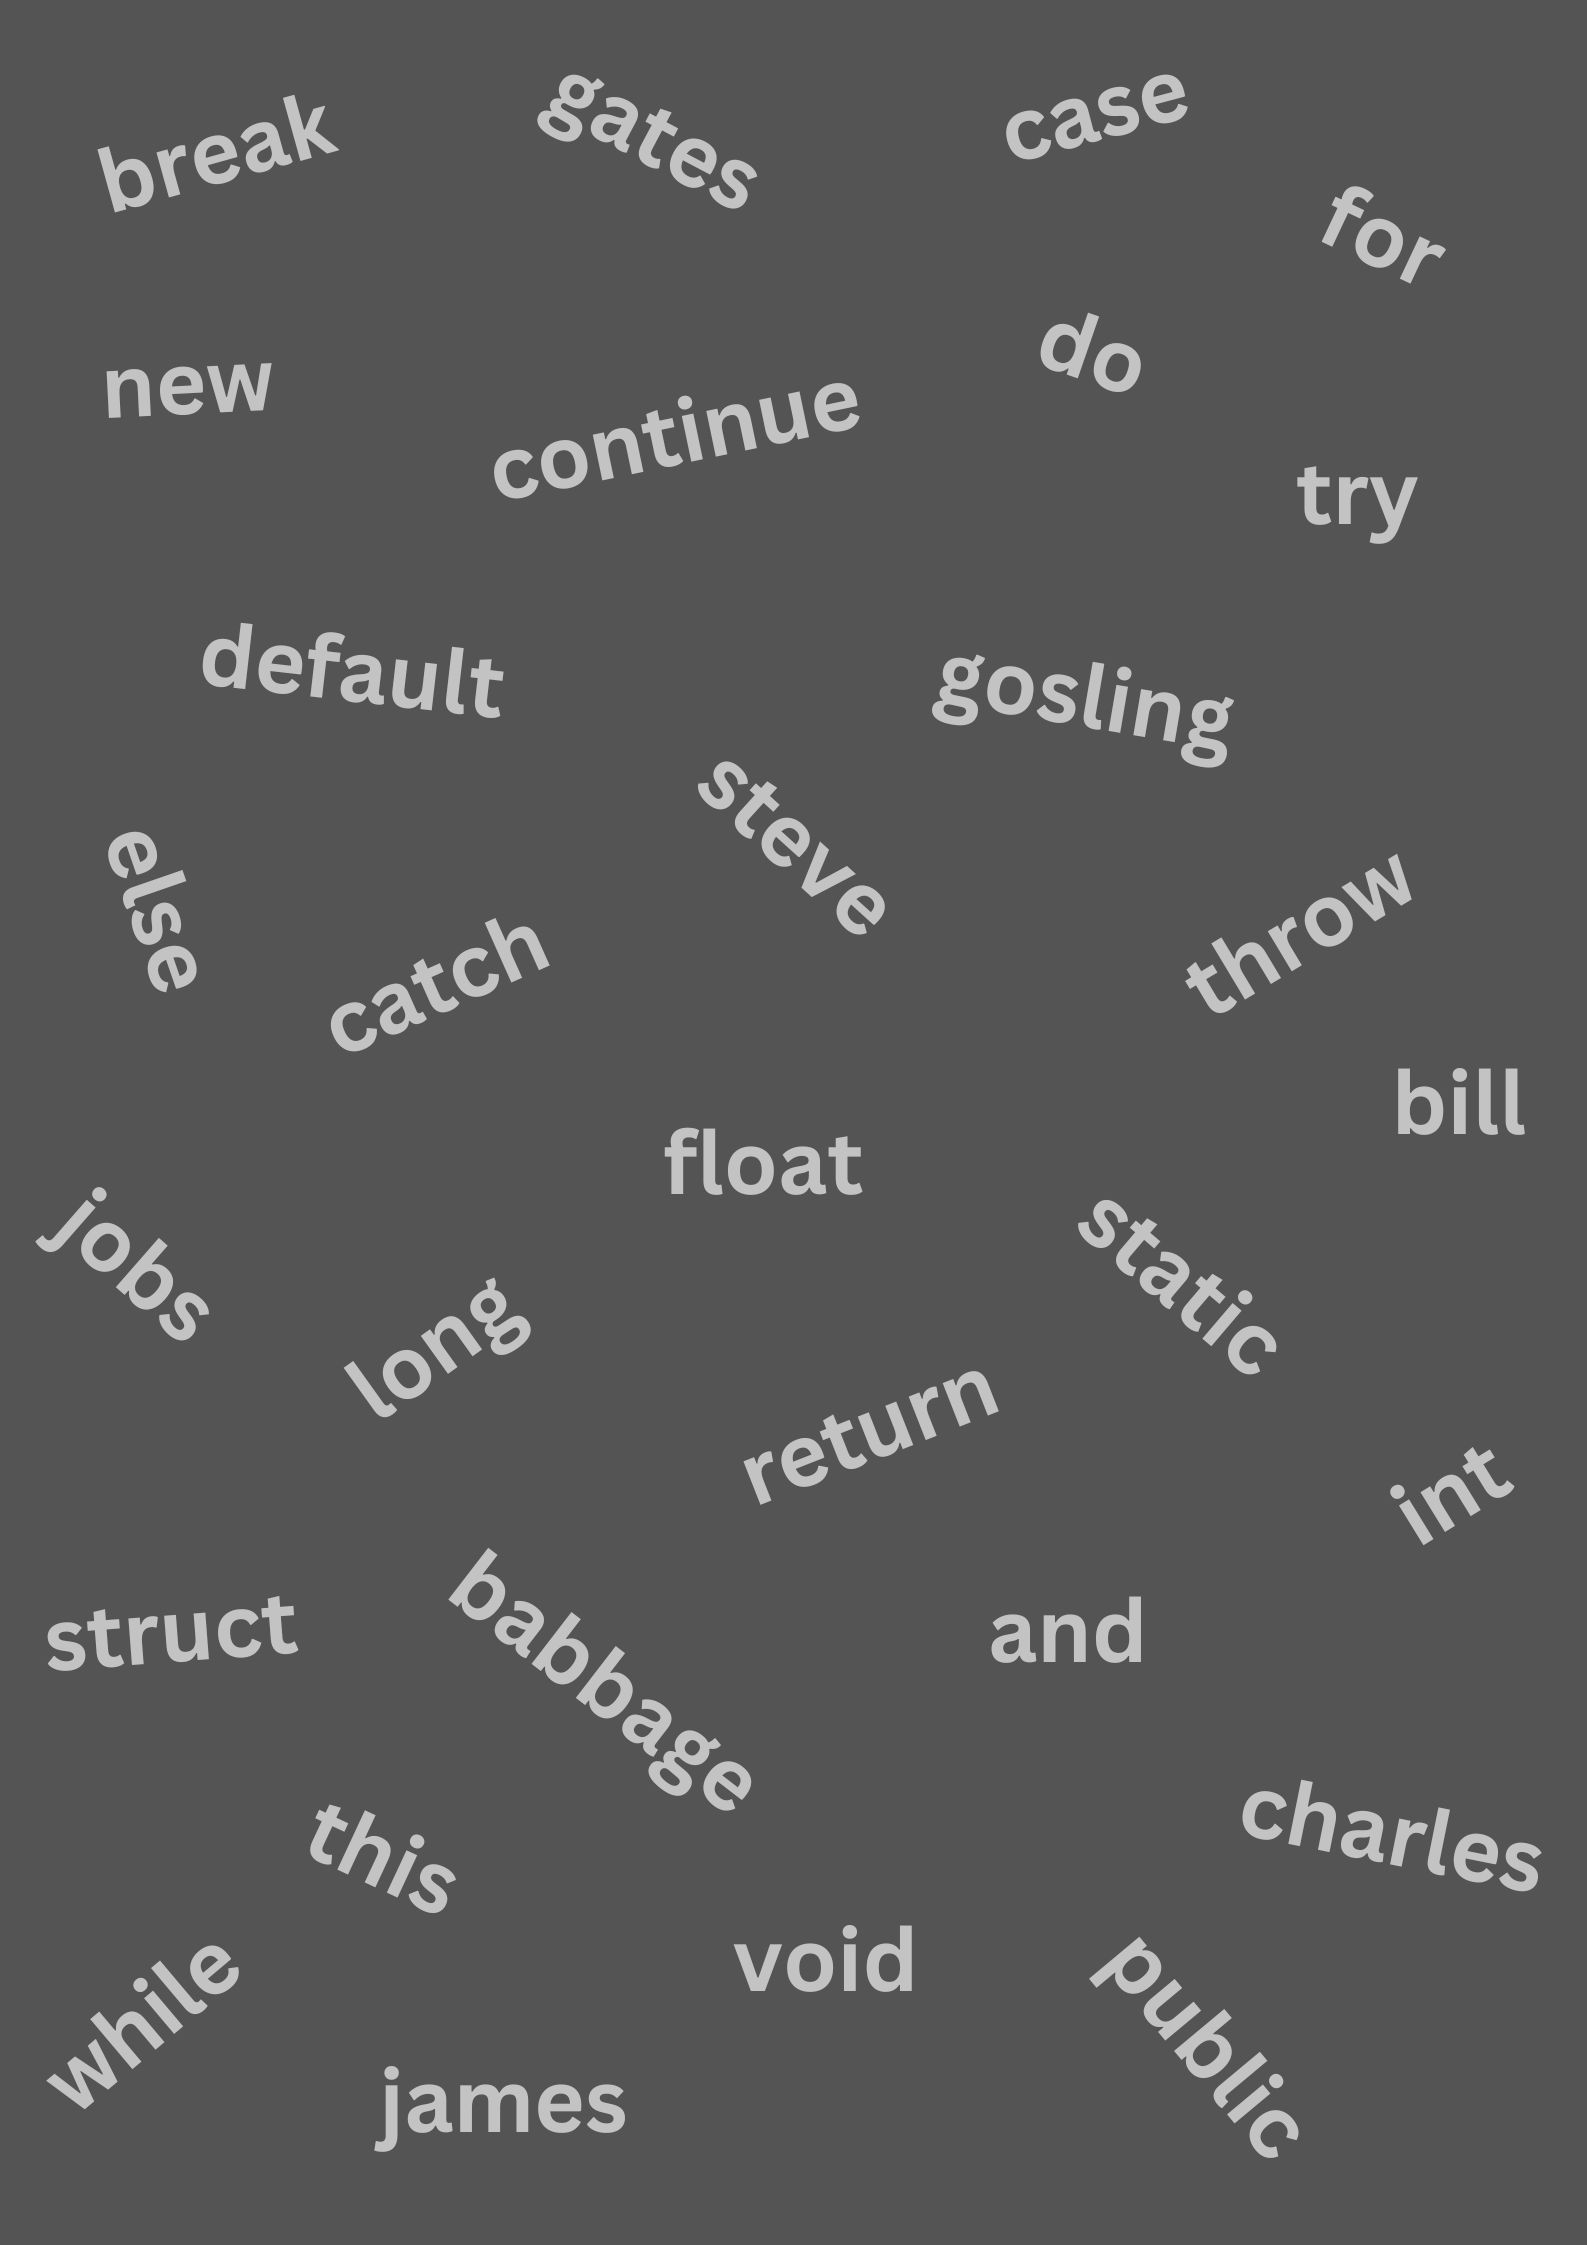 break
gates
case
for
new
continue
do
try
default
gosling
steve
else
catch
throw
bill
float
jobs
static
long
return
int
struct
babbage
and
this
charles
while
void
public
james